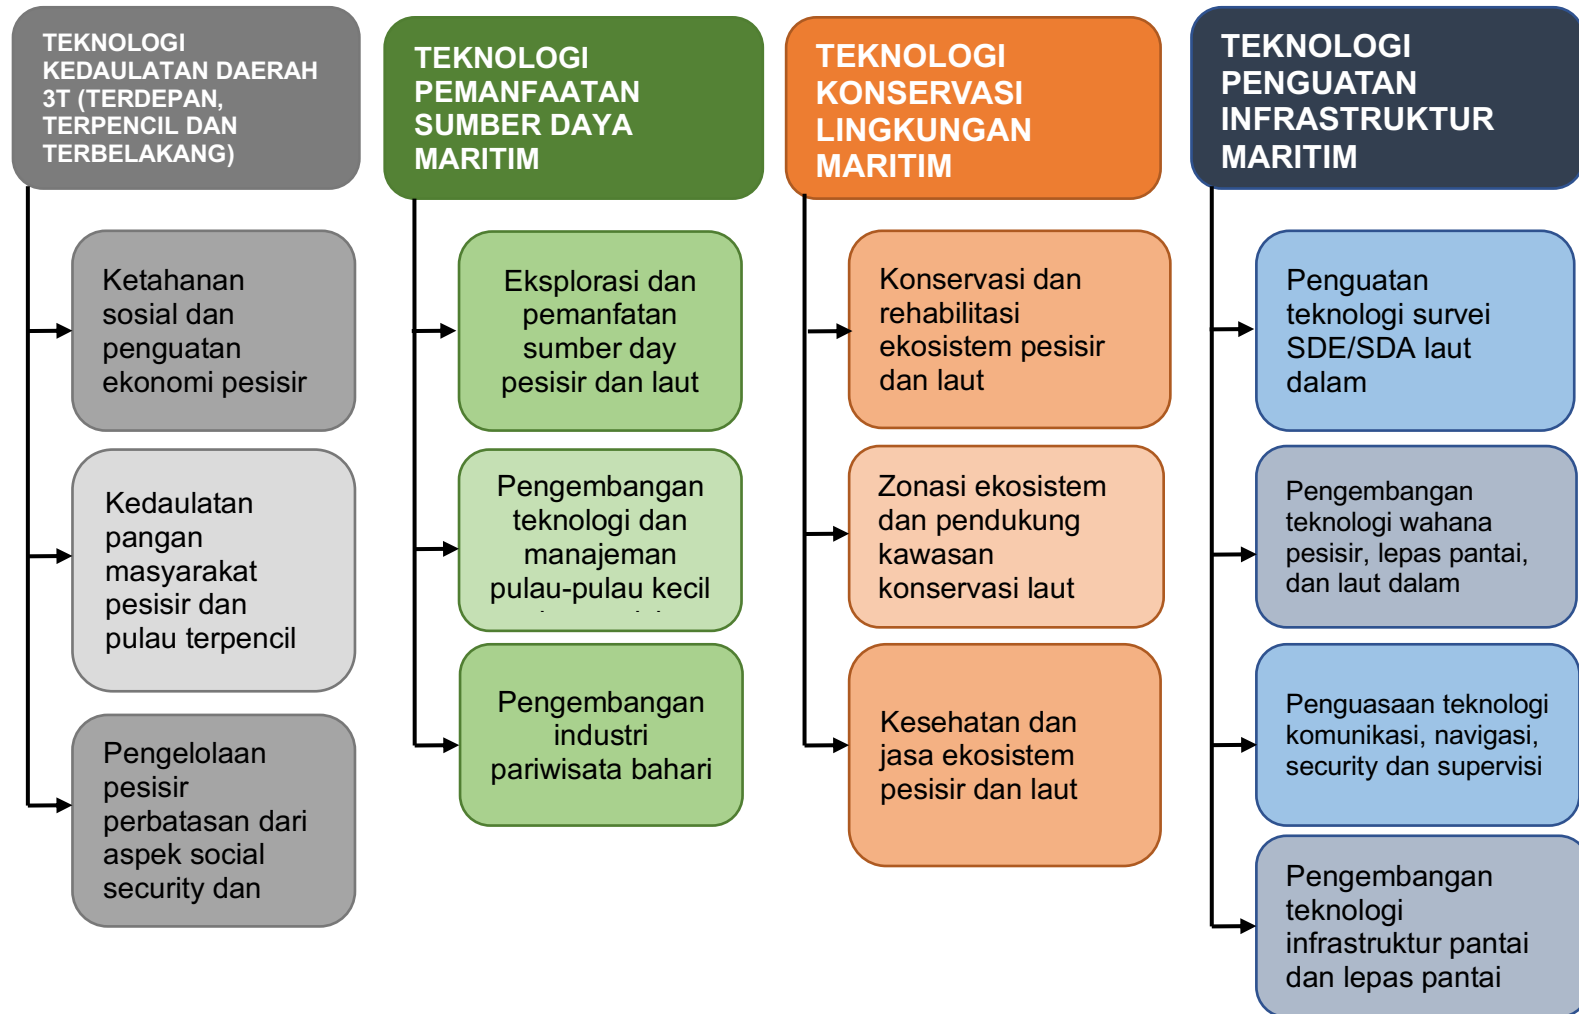 TEKNOLOGI
KEDAULATAN DAERAH
3T (TERDEPAN,
TERPENCIL DAN
TERBELAKANG)
Ketahanan
sosial dan
penguatan
ekonomi pesisir
Kedaulatan
pangan
masyarakat
pesisir dan
pulau terpencil
Pengelolaan
pesisir
perbatasan dari
aspek social
security dan
TEKNOLOGI
PEMANFAATAN
SUMBER DAYA
MARITIM
Eksplorasi dan
pemanfatan
sumber day
pesisir dan laut
Pengembangan
teknologi dan
manajeman
pulau-pulau kecil
Pengembangan
industri
pariwisata bahari
TEKNOLOGI
KONSERVASI
LINGKUNGAN
MARITIM
Konservasi dan
rehabilitasi
ekosistem pesisir
dan laut
Zonasi ekosistem
dan pendukung
kawasan
konservasi laut
Kesehatan dan
jasa ekosistem
pesisir dan laut
TEKNOLOGI
PENGUATAN
INFRASTRUKTUR
MARITIM
Penguatan
teknologi survei
SDE/SDA laut
dalam
Pengembangan
teknologi wahana
pesisir, lepas pantai,
dan laut dalam
Penguasaan teknologi
komunikasi, navigasi,
security dan supervisi
Pengembangan
teknologi
infrastruktur pantai
dan lepas pantai